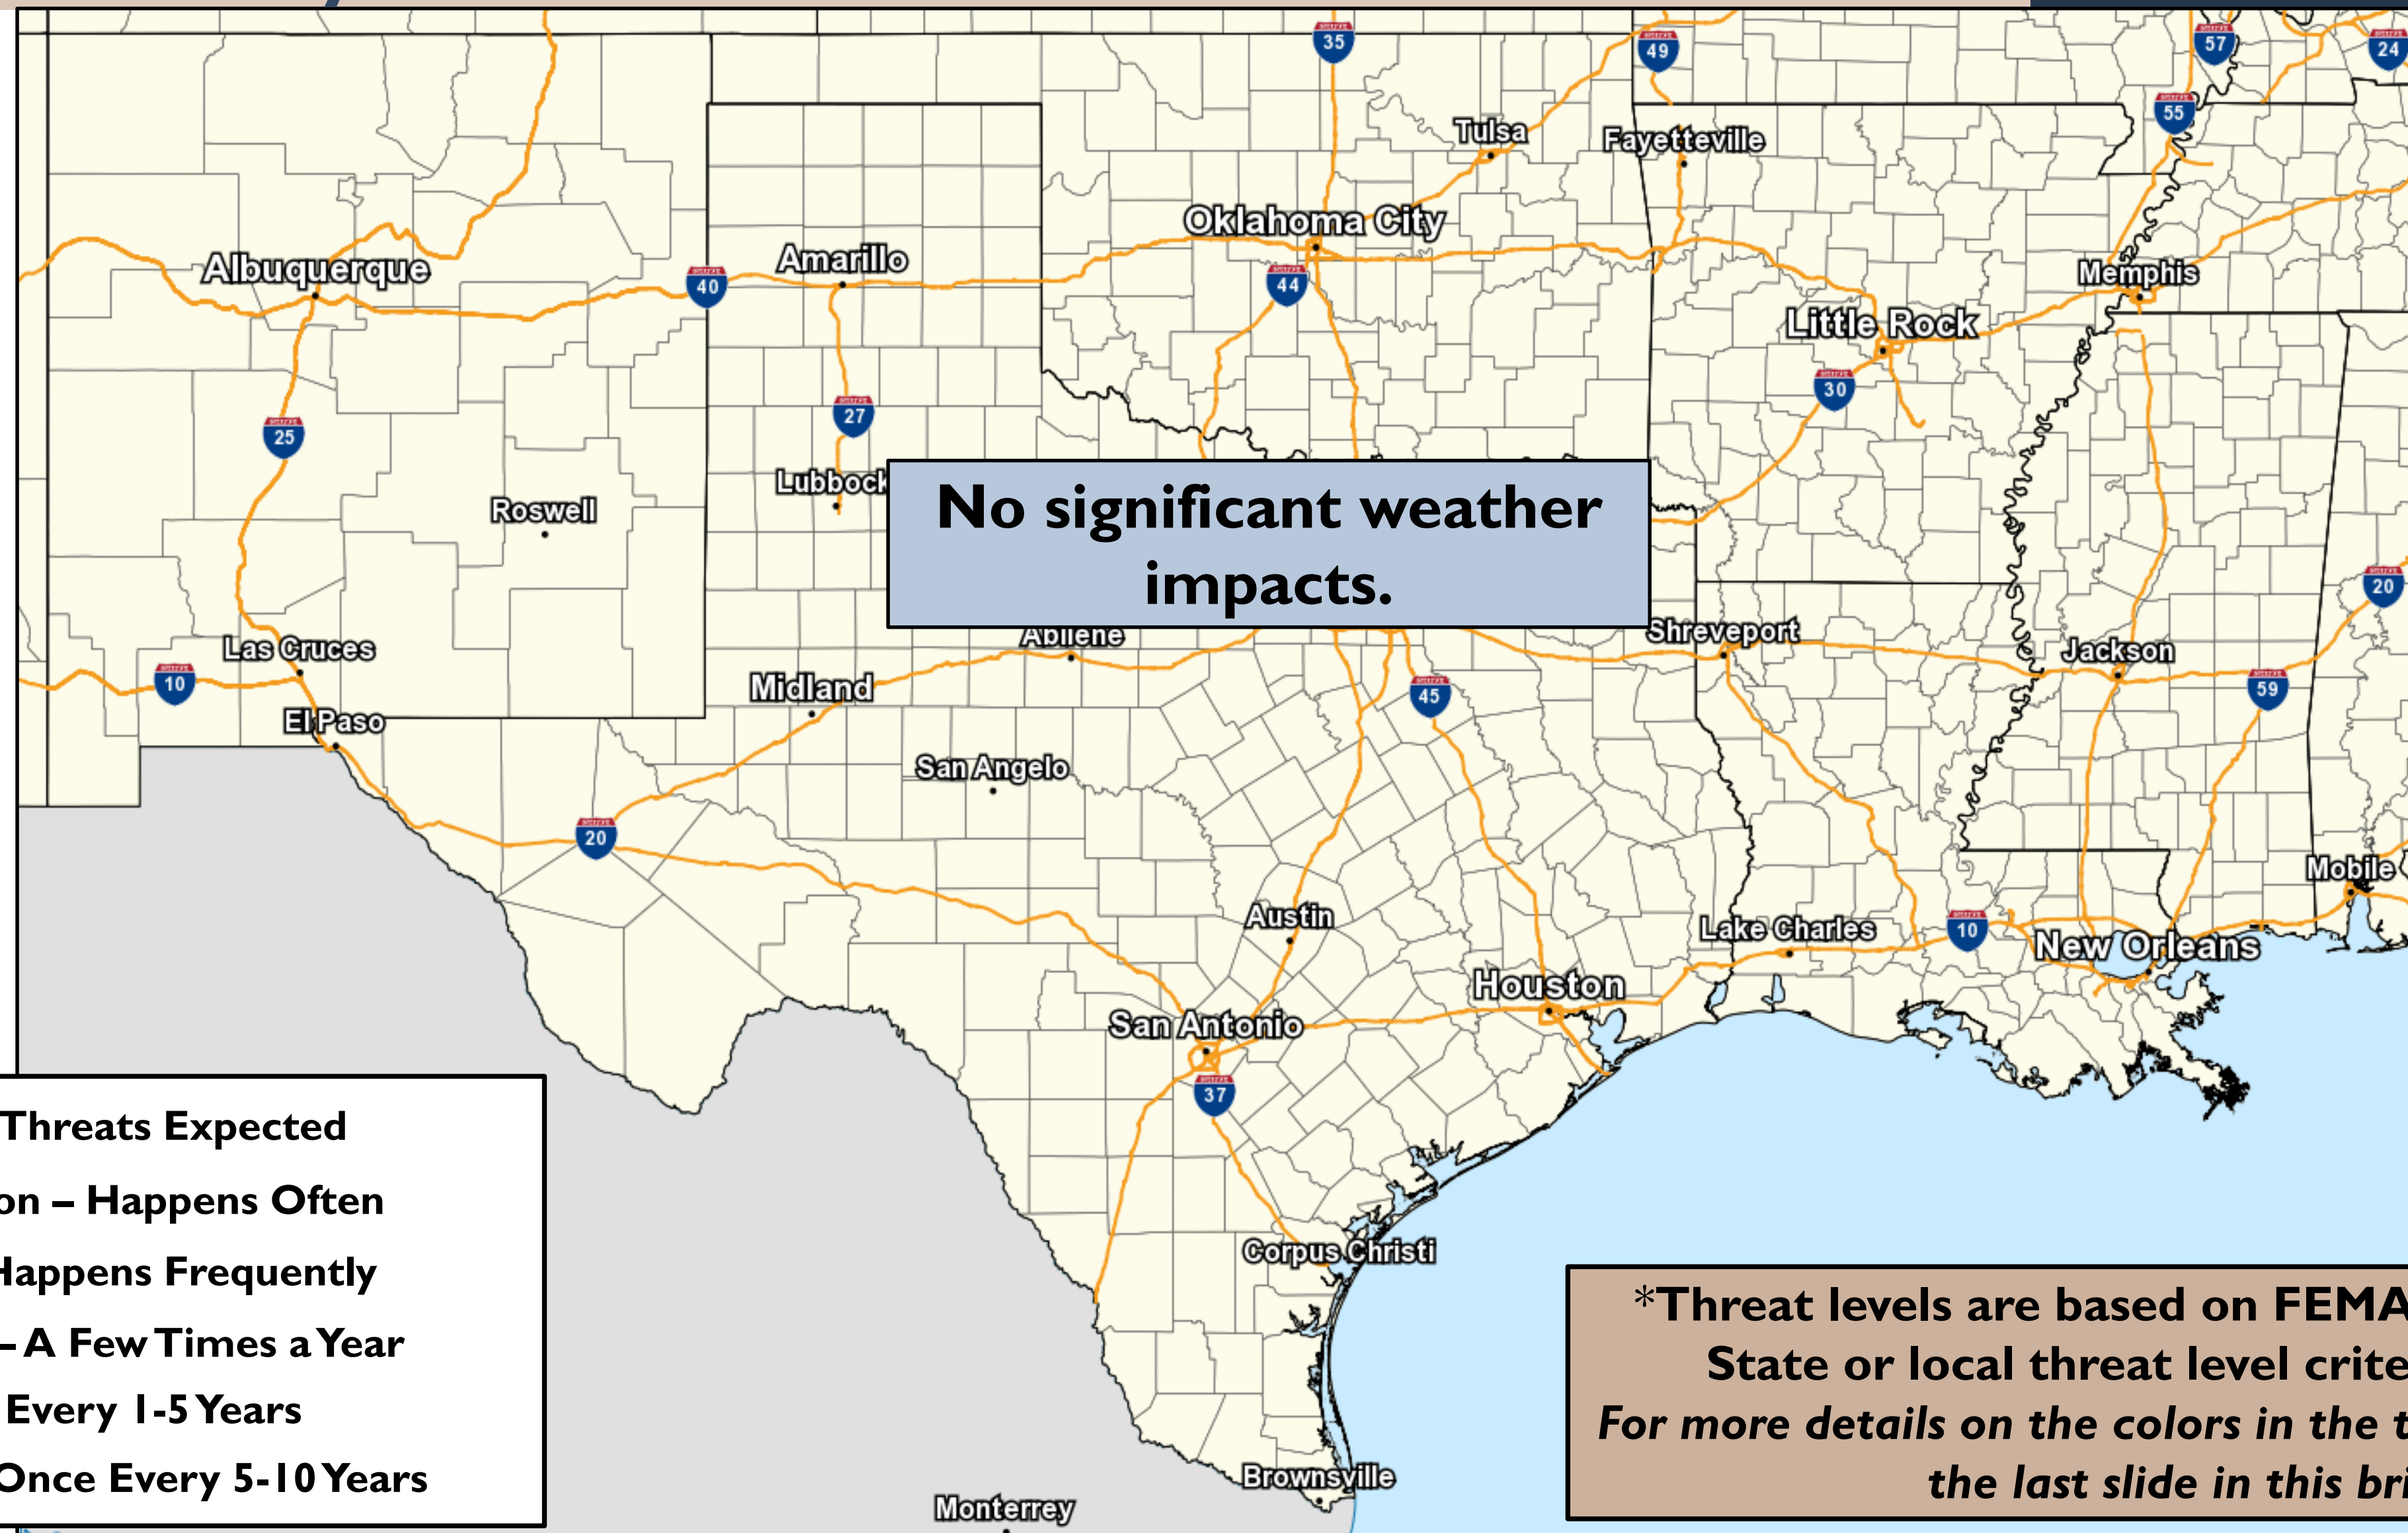 35
49
57
24
55
Tulsa
Fayetteville
Oklahoma City
Albuquerque
Amarillo
40
44
Memphis
Little Rock
30
27
25
Lubbock
Roswell
No significant weather
impacts.
20
Abilene
Shreveport
Las Cruces
Jackson
10
Midland
45
59
El Paso
San Angelo
20
Mobile
Austin
Lake Charles
10
New Orleans
Houston
San Antonio
37
Threats Expected
on – Happens Often
Happens Frequently
– A Few Times a Year
Every 1-5 Years
Once Every 5-10 Years
Corpus Christi
*Threat levels are based on FEMA
State or local threat level crite
For more details on the colors in the t
the last slide in this bri
Brownsville
Monterrey